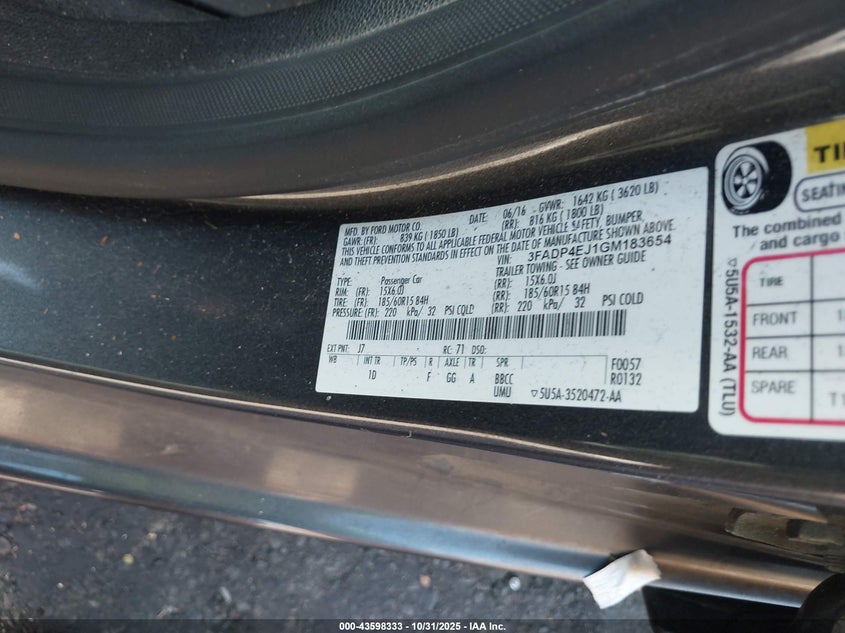 MFD. BY FORD MOTOR CO.
DATE: 06/16 GVWR: 1642 KG ( 3620 LB)
GAWR: (FR): 839 KG ( 1850 LB) (RR): 816 KG ( 1800 LB)
THIS VEHICLE CONFORMS TO ALL APPLICABLE FEDERAL MOTOR VEHICLE SAFETY, BUMPER,
AND THEFT PREVENTION STANDARDS IN EFFECT ON THE DATE OF MANUFACTURE SHOWN ABOVE.
VIN: 3FADP4EJ1GM183654
TYPE: Passenger Car TRAILER TOWING - SEE OWNER GUIDE
RIM: (FR): 15X6.0J (RR): 15X6.0J
TIRE: (FR): 185/60R15 84H (RR): 185/60R15 84H
PRESSURE: (FR): 220 kPa/ 32 PSI COLD (RR): 220 kPa/ 32 PSI COLD
EXT PNT: J7 RC: 71 DSO:
WB INT TR TP/PS R AXLE TR SPR F0057
1D F GG A BBCC R0132
UMU ▽5U5A-3520472-AA
SEATIN
The combined
and cargo
TIRE
FRONT
REAR
SPARE
▽5U5A-1532-AA (TLU)
000-43598333 • 10/31/2025 • IAA Inc.